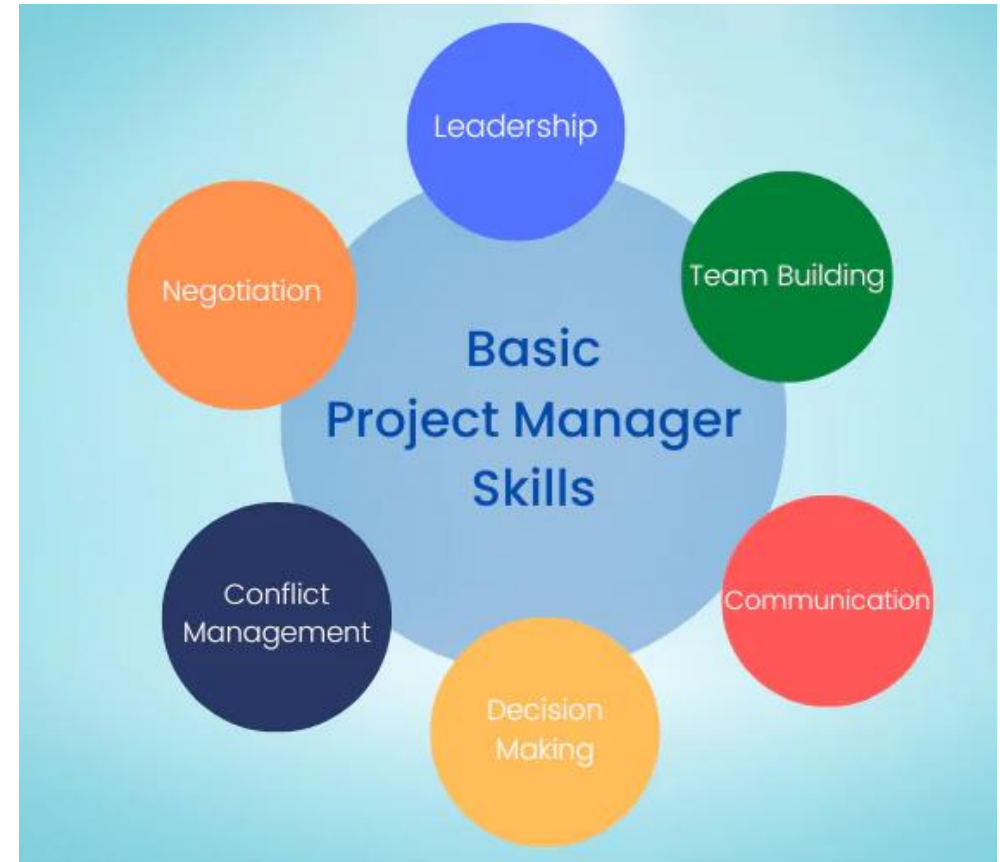 Leadership
Team Building
Negotiation
Basic
Project Manager
Skills
Conflict
Management
Communication
Decision
Making